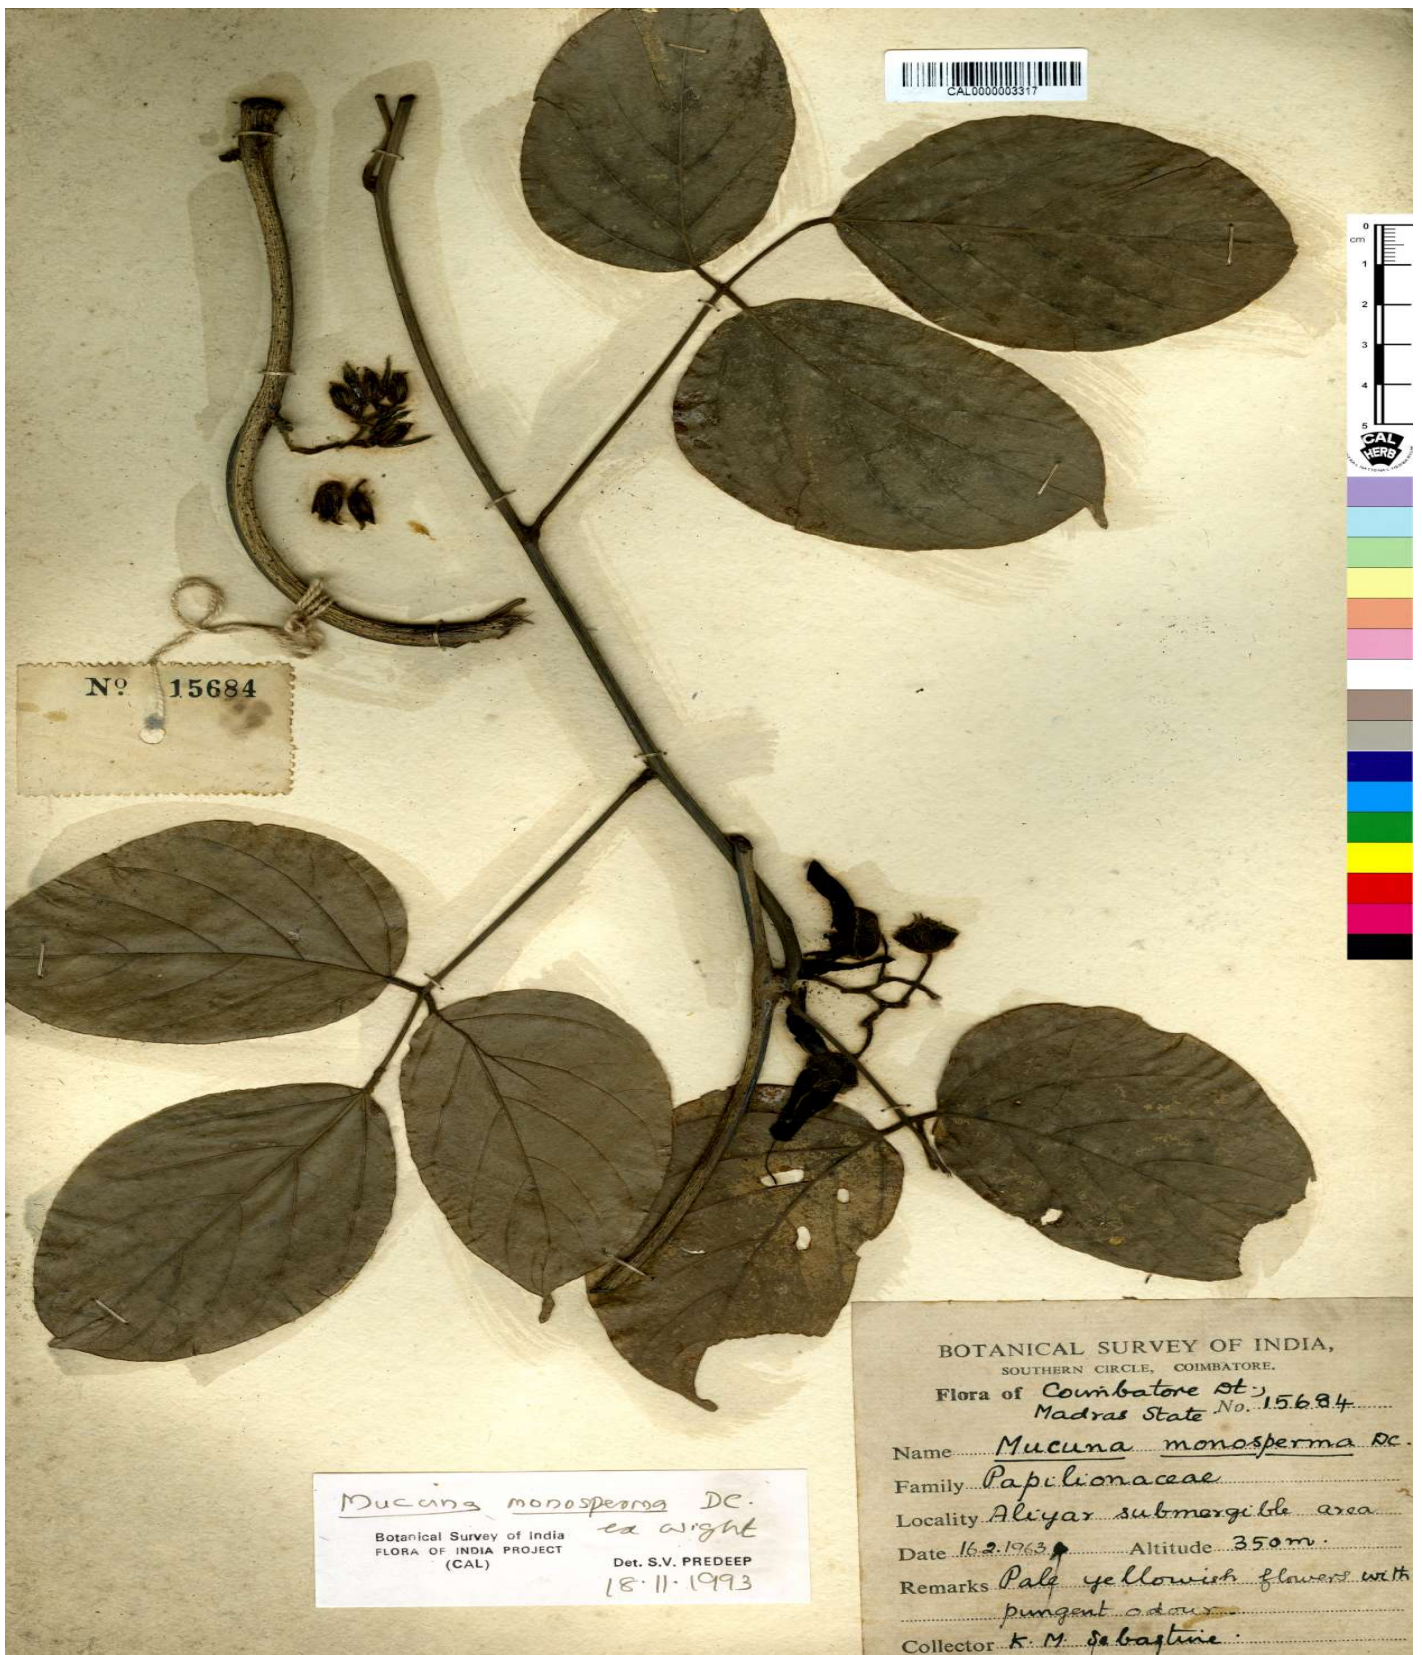 CAL0000003317
0
cm
1
2
3
4
5
CAL
HERB
Nº 15684
BOTANICAL SURVEY OF INDIA,
SOUTHERN CIRCLE, COIMBATORE.
Flora of Coimbatore Dt.,
Madras State No. 15684
Name Mucuna monosperma DC.
Family Papilionaceae
Locality Aliyar submergible area
Date 16.2.1963 Altitude 350m.
Remarks Pale yellowish flowers with
pungent odour.
Collector K. M. Sebastine.
Mucuna monosperma DC.
ex Wight
Botanical Survey of India
FLORA OF INDIA PROJECT
(CAL)
Det. S.V. PREDEEP
18.11.1993